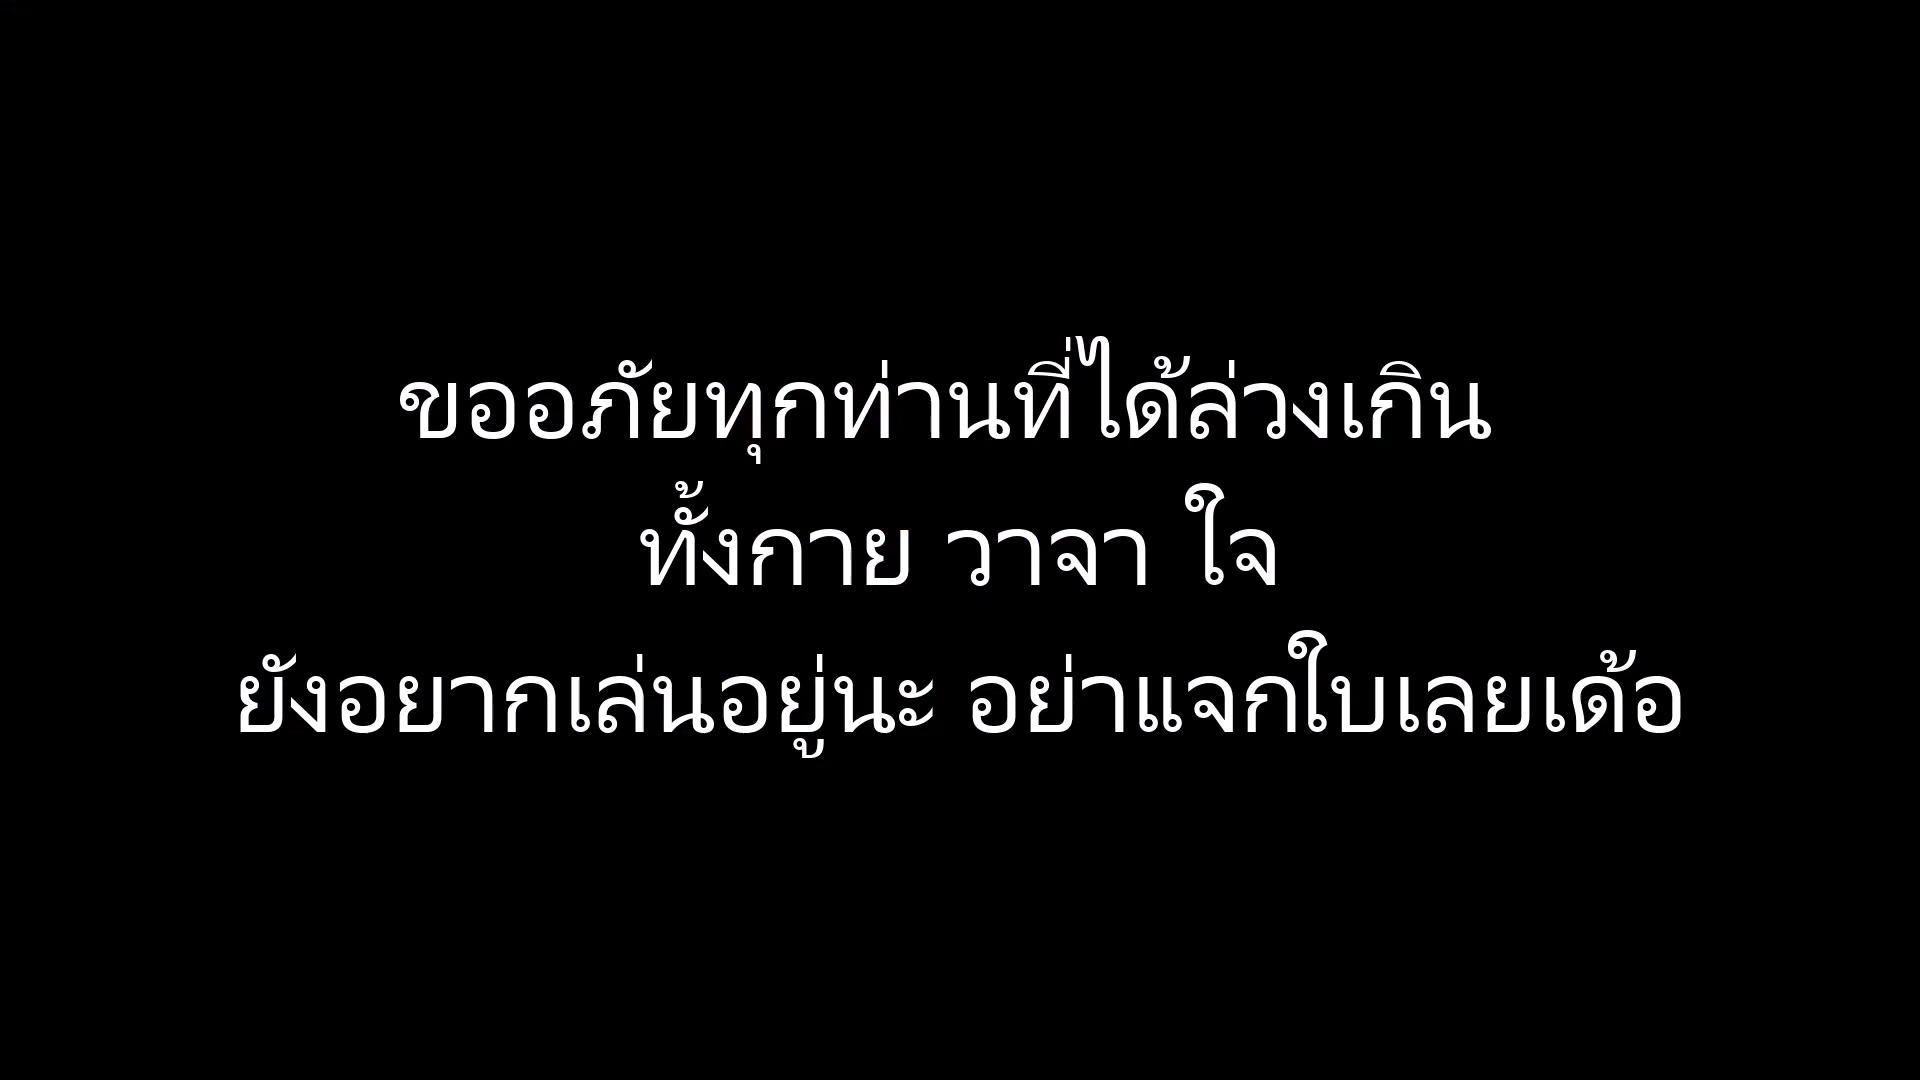 ขออภัยทุกท่านที่ได้ล่วงเกิน
ทั้งกาย วาจา ใจ
ยังอยากเล่นอยู่นะ อย่าแจกใบเลยเด้อ